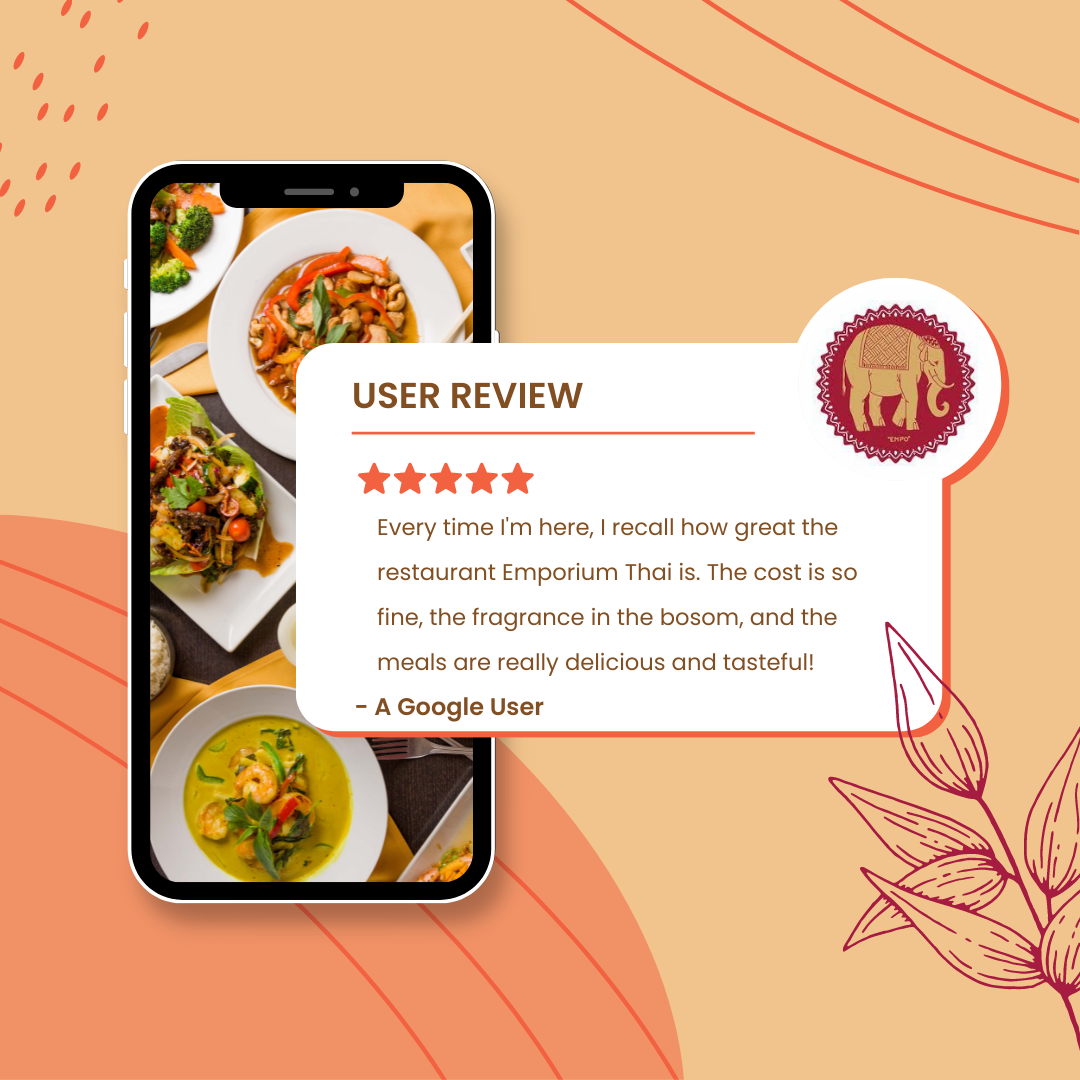 "EMPO"
USER REVIEW
Every time I'm here, I recall how great the
restaurant Emporium Thai is. The cost is so
fine, the fragrance in the bosom, and the
meals are really delicious and tasteful!
- A Google User